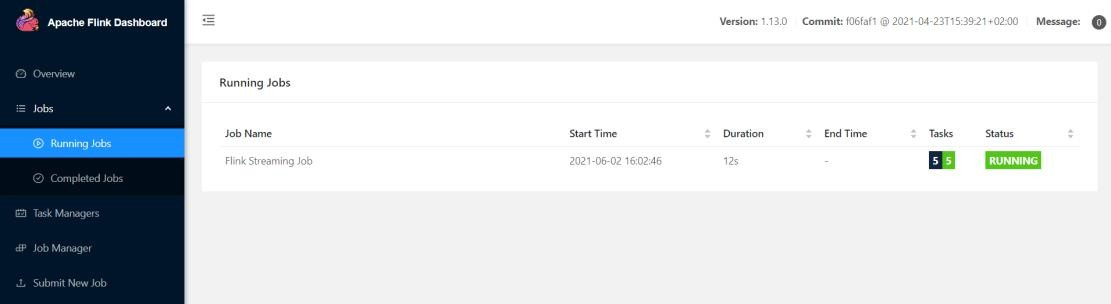 Apache Flink Dashboard
Version: 1.13.0 Commit: f06faf1 @ 2021-04-23T15:39:21+02:00 Message: 0
Overview
Jobs
Running Jobs
Completed Jobs
Task Managers
Job Manager
Submit New Job
Running Jobs
Job Name Start Time Duration End Time Tasks Status
Flink Streaming Job 2021-06-02 16:02:46 12s - 5 5 RUNNING